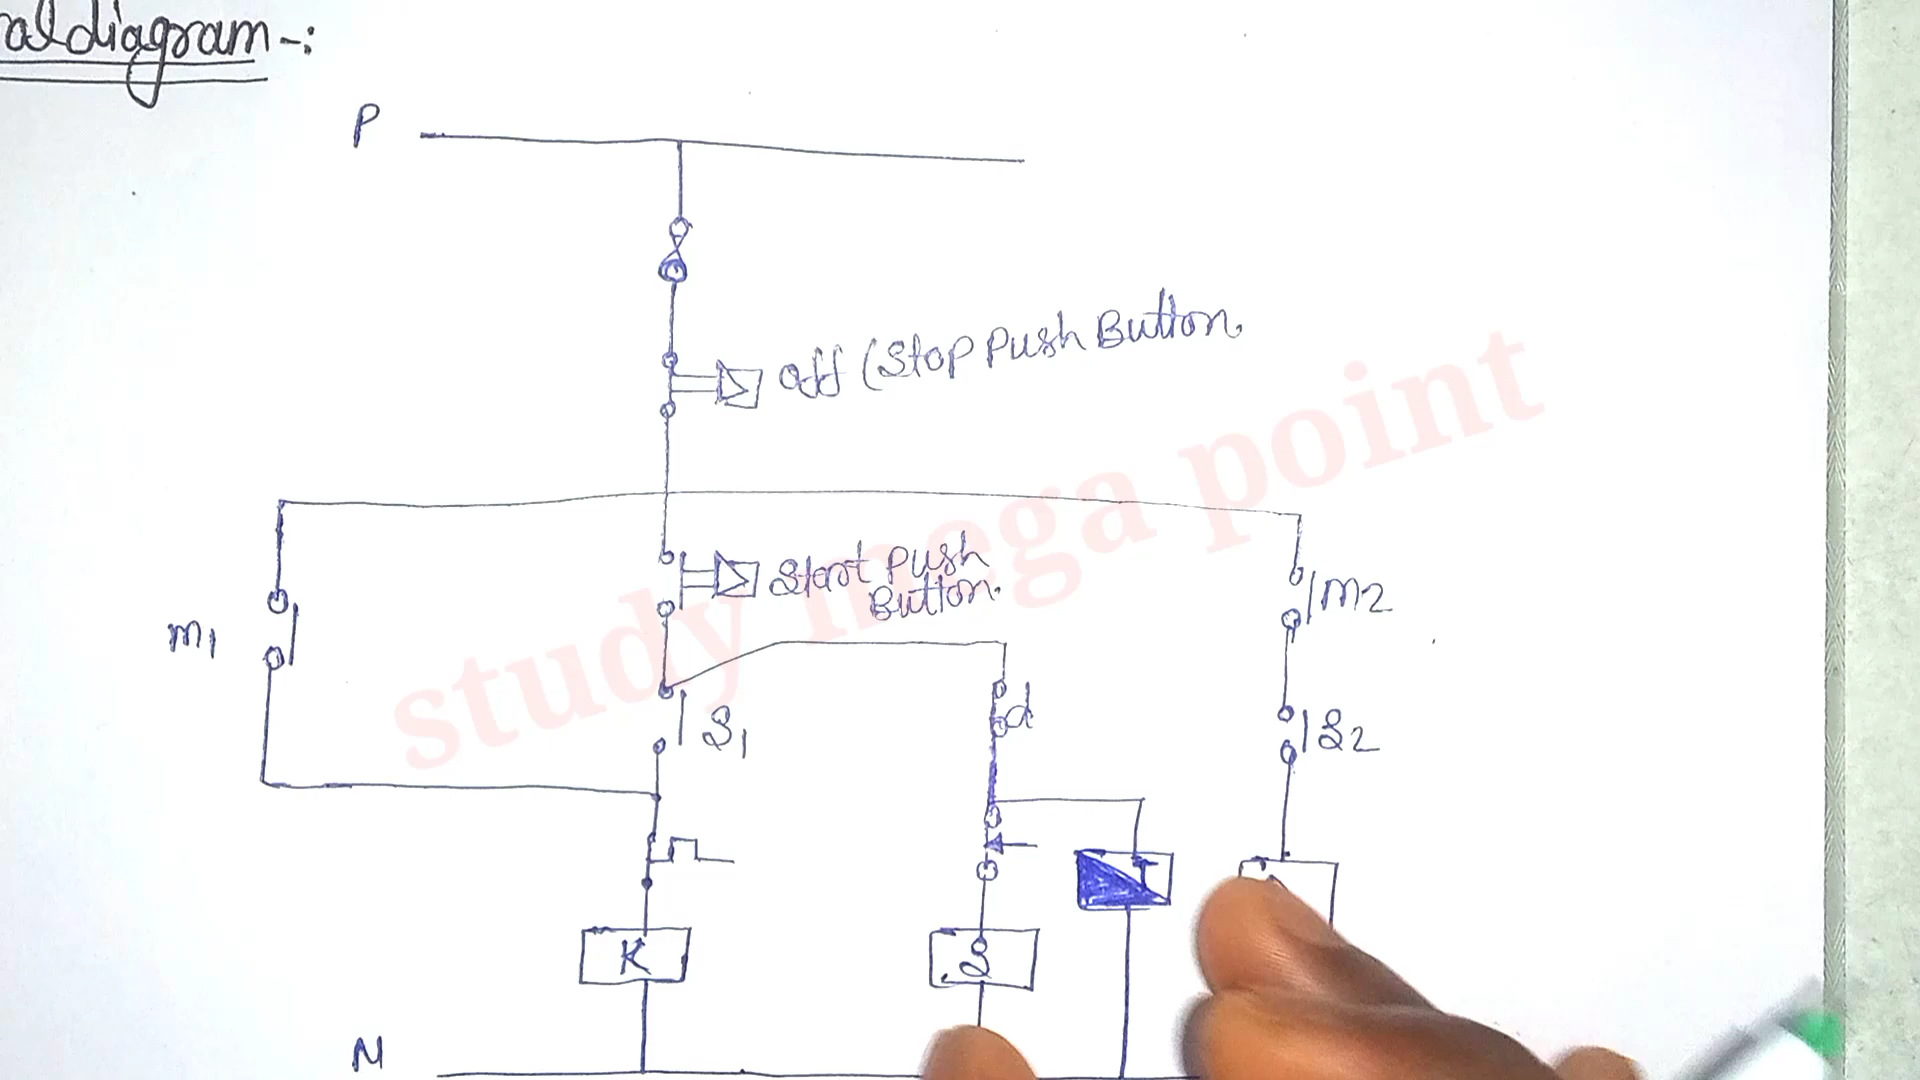 al diagram -:
P
off (Stop Push Button.
Start Push
Button.
M1
M2
S1
d
S2
T
K
S
N
study mega point